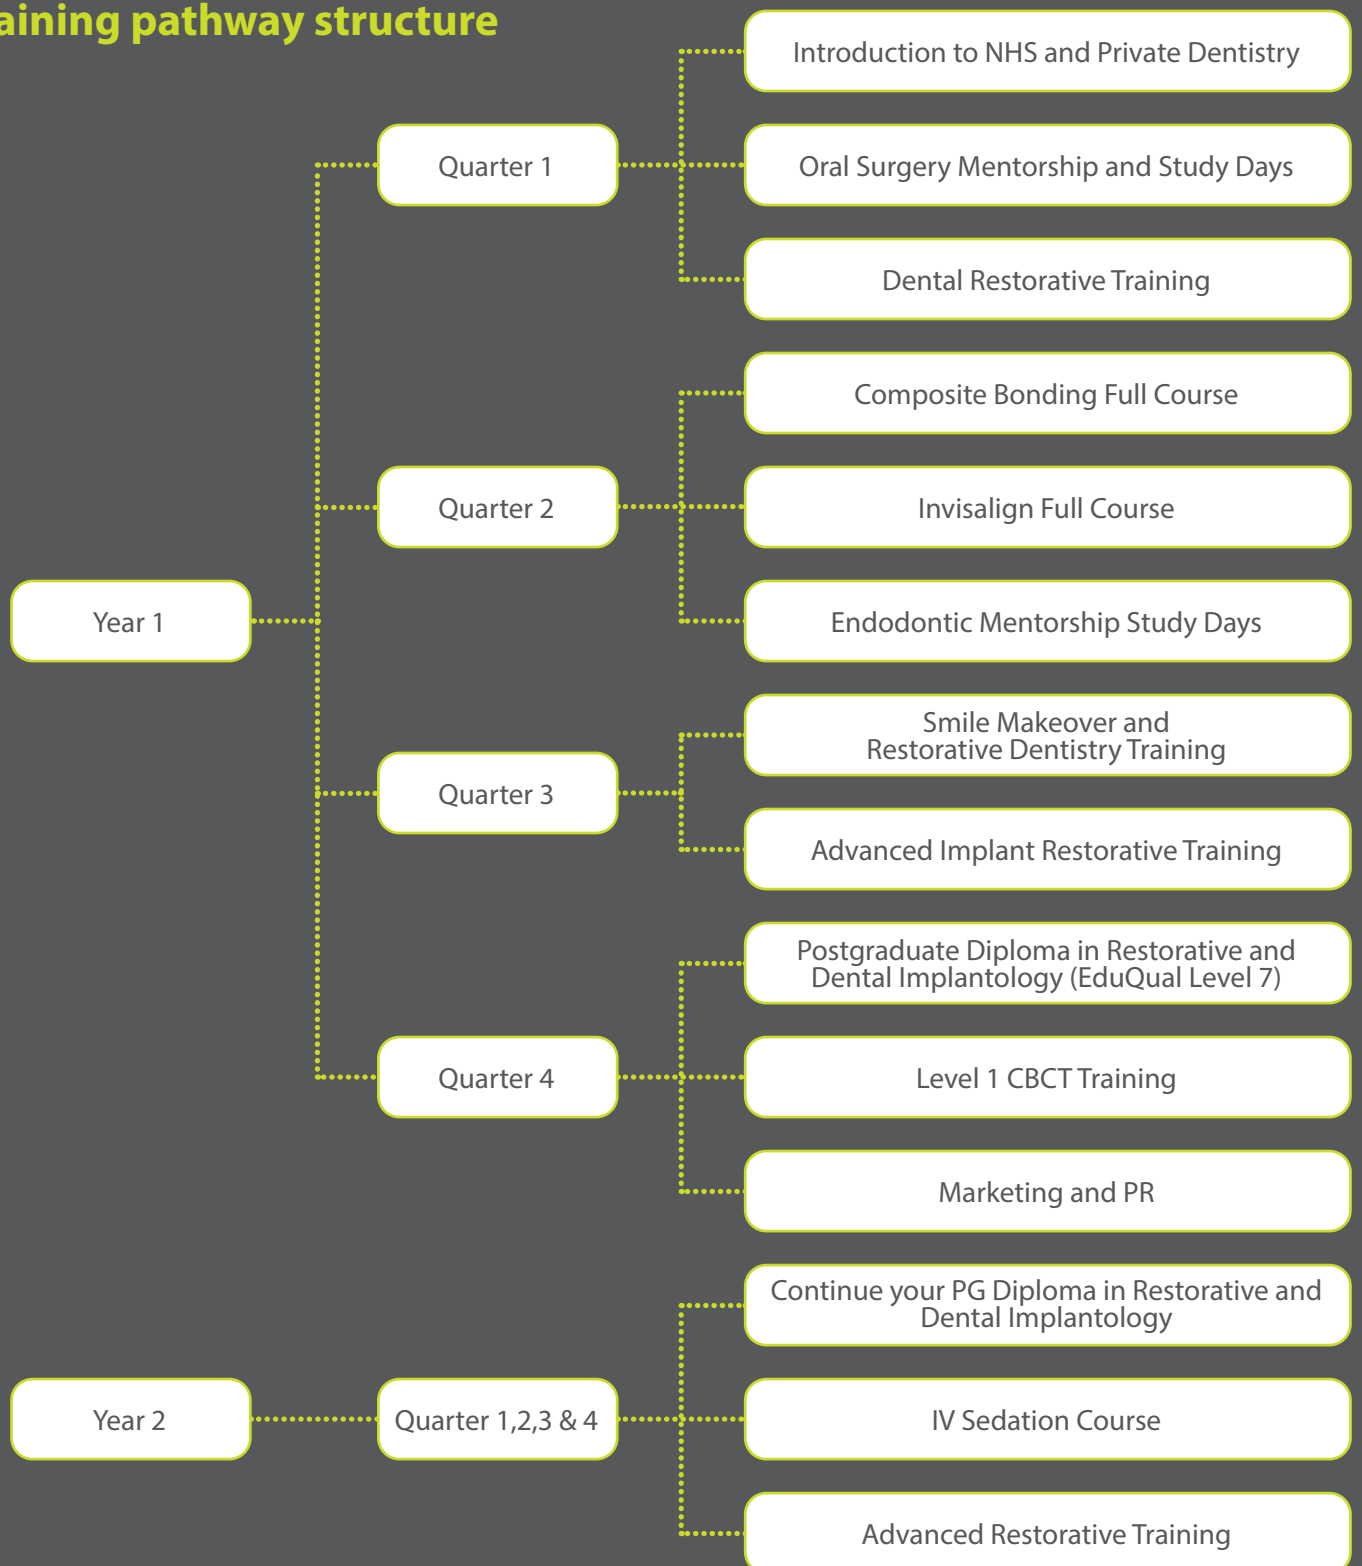 aining pathway structure
Year 1
Quarter 1
Introduction to NHS and Private Dentistry
Oral Surgery Mentorship and Study Days
Dental Restorative Training
Quarter 2
Composite Bonding Full Course
Invisalign Full Course
Endodontic Mentorship Study Days
Quarter 3
Smile Makeover and
Restorative Dentistry Training
Advanced Implant Restorative Training
Quarter 4
Postgraduate Diploma in Restorative and
Dental Implantology (EduQual Level 7)
Level 1 CBCT Training
Marketing and PR
Year 2
Quarter 1,2,3 & 4
Continue your PG Diploma in Restorative and
Dental Implantology
IV Sedation Course
Advanced Restorative Training